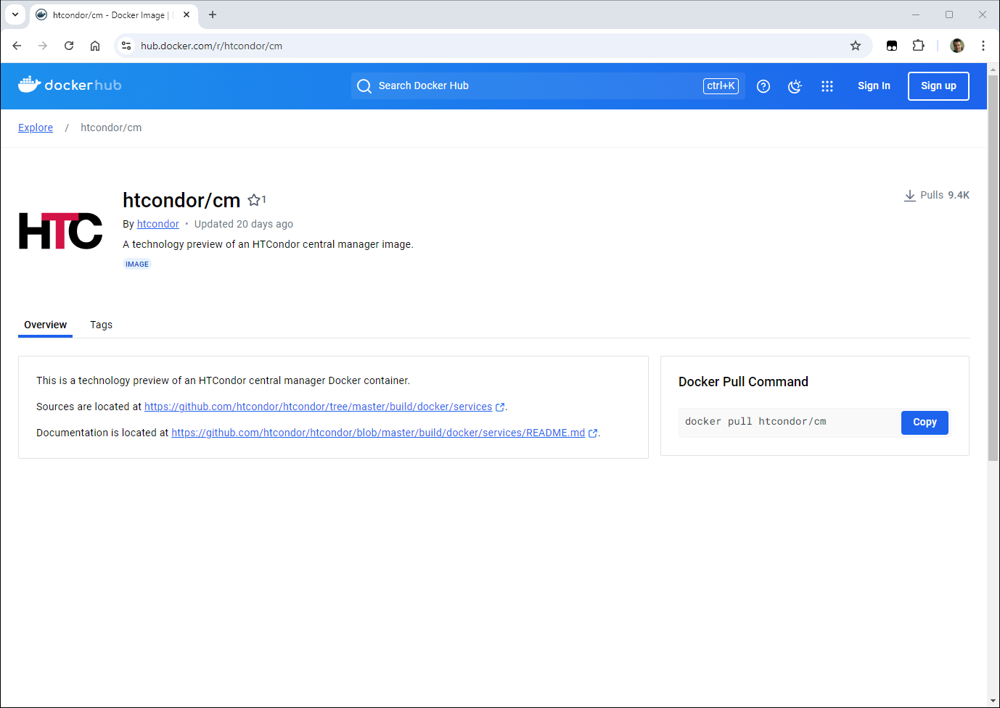 htcondor/cm - Docker Image |
hub.docker.com/r/htcondor/cm
docker hub
Search Docker Hub
ctrl+K
Sign In
Sign up
Explore / htcondor/cm
HTC
htcondor/cm 1
Pulls 9.4K
By htcondor • Updated 20 days ago
A technology preview of an HTCondor central manager image.
IMAGE
Overview
Tags
This is a technology preview of an HTCondor central manager Docker container.
Sources are located at https://github.com/htcondor/htcondor/tree/master/build/docker/services.
Documentation is located at https://github.com/htcondor/htcondor/blob/master/build/docker/services/README.md.
Docker Pull Command
docker pull htcondor/cm
Copy